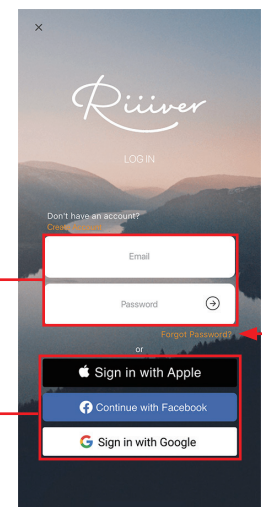 Riiiver
LOG IN
Don't have an account?
Email
Password
Forgot Password?
or
Sign in with Apple
Continue with Facebook
Sign in with Google